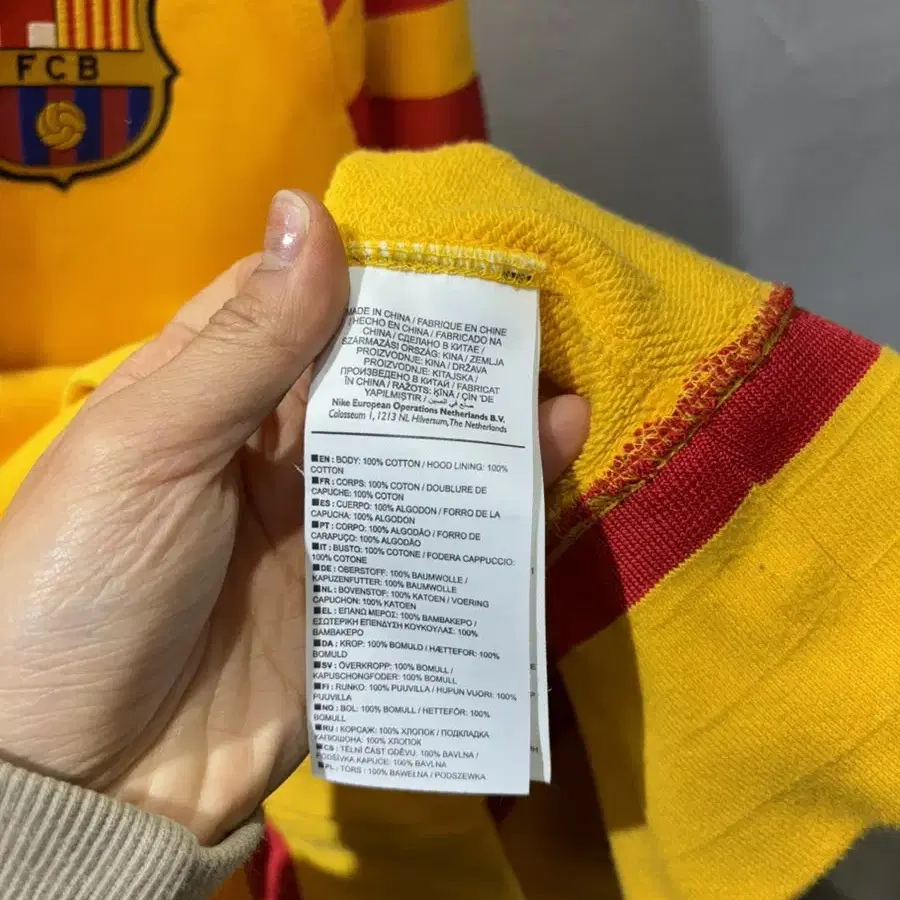 FCB
MADE IN CHINA / FABRIQUE EN CHINE
/ HECHO EN CHINA / FABRICADO NA
CHINA / СДЕЛАНО В КИТАЕ /
SZÁRMAZÁSI ORSZÁG: KINA / ZEMLJA
PROIZVODNJE: KINA / DRŽAVA
PROIZVODNJE: KITAJSKA /
ПРОИЗВЕДЕНО В КИТАЙ / FABRICAT
ÎN CHINA / RAŽOTS: ĶĪNĀ / ÇİN 'DE
YAPILMIŞTIR / صنع في الصين
Nike European Operations Netherlands B.V.
Colosseum 1, 1213 NL Hilversum, The Netherlands
EN : BODY: 100% COTTON / HOOD LINING: 100%
COTTON
FR : CORPS: 100% COTON / DOUBLURE DE
CAPUCHE: 100% COTON
ES : CUERPO: 100% ALGODON / FORRO DE LA
CAPUCHA: 100% ALGODON
PT : CORPO: 100% ALGODÃO / FORRO DE
CARAPUÇO: 100% ALGODÃO
IT : BUSTO: 100% COTONE / FODERA CAPPUCCIO:
100% COTONE
DE : OBERSTOFF: 100% BAUMWOLLE /
KAPUZENFUTTER: 100% BAUMWOLLE
NL : BOVENSTOF: 100% KATOEN / VOERING
CAPUCHON: 100% KATOEN
EL : ΕΠΑΝΩ ΜΕΡΟΣ: 100% ΒΑΜΒΑΚΕΡΟ /
ΕΣΩΤΕΡΙΚΗ ΕΠΕΝΔΥΣΗ ΚΟΥΚΟΥΛΑΣ: 100%
ΒΑΜΒΑΚΕΡΟ
DA : KROP: 100% BOMULD / HÆTTEFOR: 100%
BOMULD
SV : ÖVERKROPP: 100% BOMULL /
KAPUSCHONGFODER: 100% BOMULL
FI : RUNKO: 100% PUUVILLA / HUPUN VUORI: 100%
PUUVILLA
NO : BOL: 100% BOMULL / HETTEFÔR: 100%
BOMULL
RU : КОРСАЖ: 100% ХЛОПОК / ПОДКЛАДКА
КАПЮШОНА: 100% ХЛОПОК
CS : TĚLNÍ ČÁST ODĚVU: 100% BAVLNA /
PODŠÍVKA KAPUCE: 100% BAVLNA
PL : TORS : 100% BAWEŁNA / PODSZEWKA